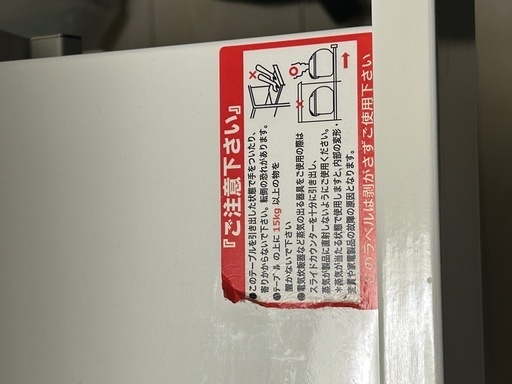 『ご注意下さい』
●このテーブルを引き出した状態で手をついたり、
寄りかからないで下さい。転倒の恐れがあります。
●テーブルの上に15kg以上の物を
置かないで下さい
●電気炊飯器など蒸気の出る器具をご使用の際は
スライドカウンターを十分に引き出し、
蒸気が製品に直射しないようにご使用ください。
*蒸気が当たる状態で使用しますと、内部の変形・
変質や家電製品の故障の原因となります。
このラベルは剥がさずご使用下さい